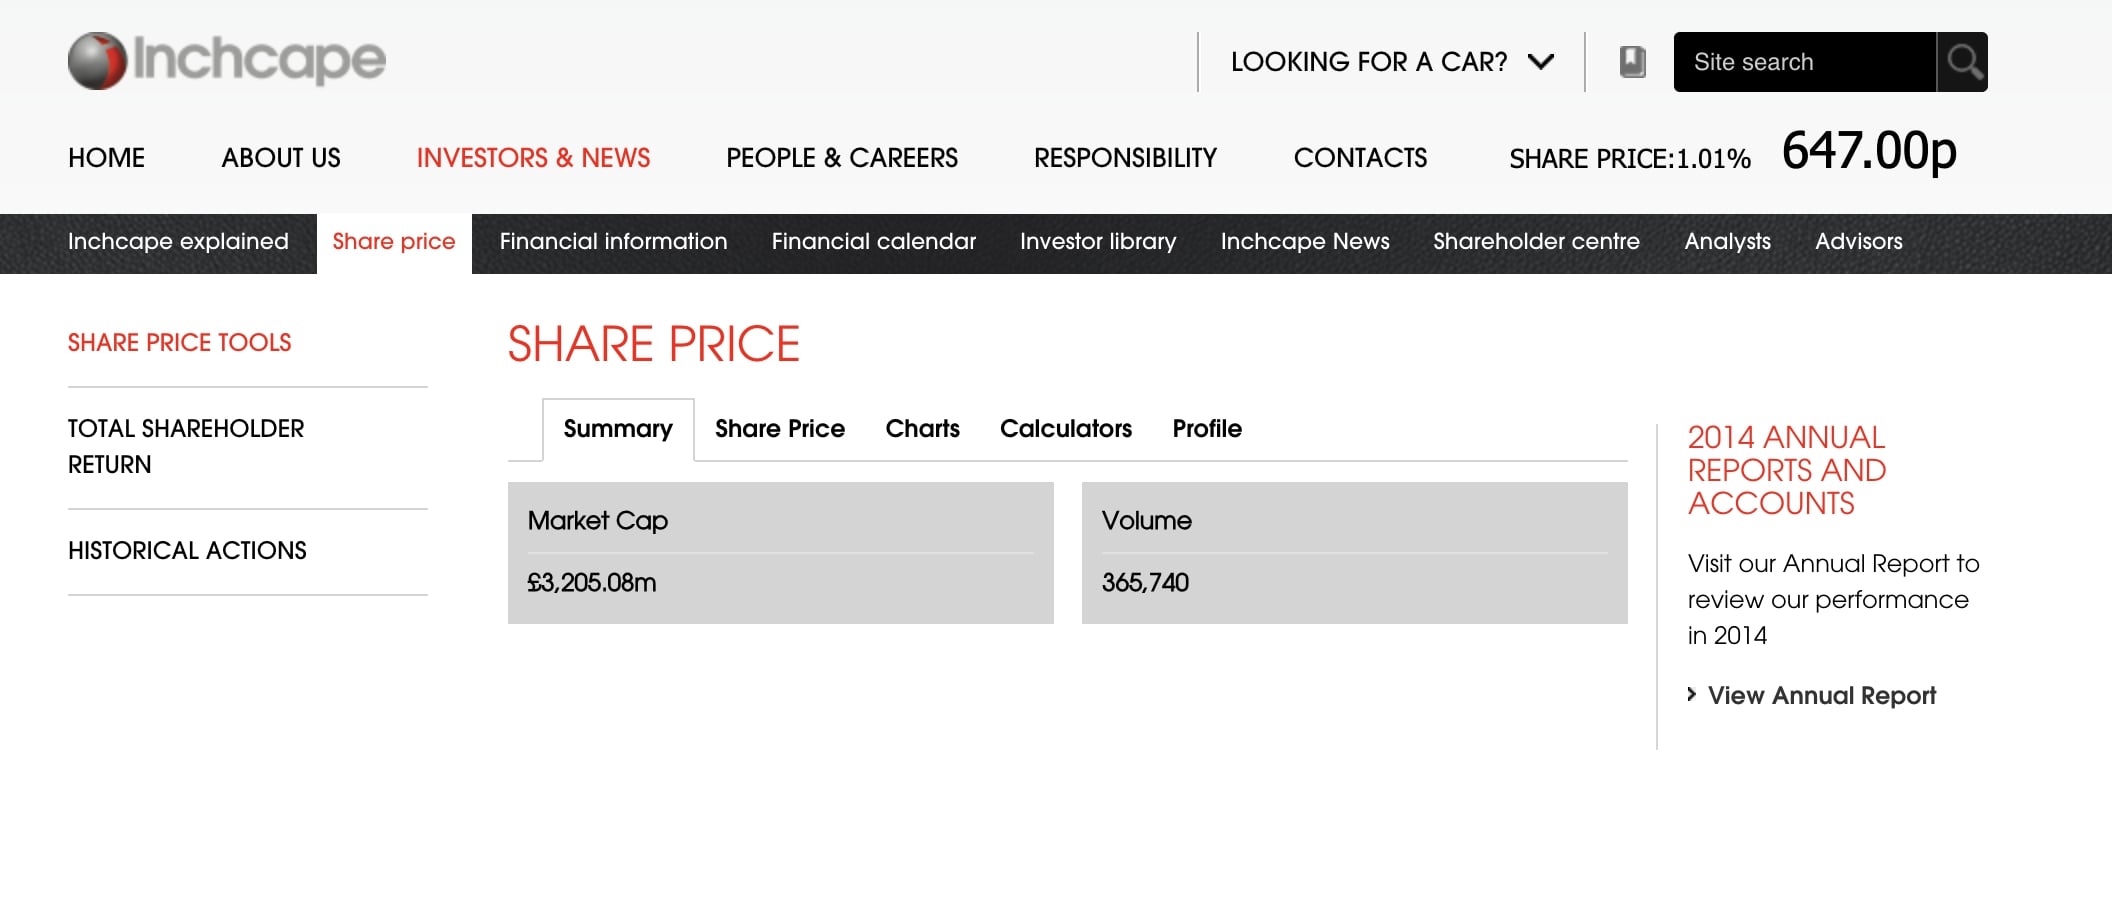 Inchcape
LOOKING FOR A CAR?
Site search
HOME ABOUT US INVESTORS & NEWS PEOPLE & CAREERS RESPONSIBILITY CONTACTS SHARE PRICE:1.01% 647.00p
Inchcape explained Share price Financial information Financial calendar Investor library Inchcape News Shareholder centre Analysts Advisors
SHARE PRICE TOOLS
TOTAL SHAREHOLDER
RETURN
HISTORICAL ACTIONS
SHARE PRICE
Summary Share Price Charts Calculators Profile
Market Cap
£3,205.08m
Volume
365,740
2014 ANNUAL
REPORTS AND
ACCOUNTS
Visit our Annual Report to
review our performance
in 2014
View Annual Report